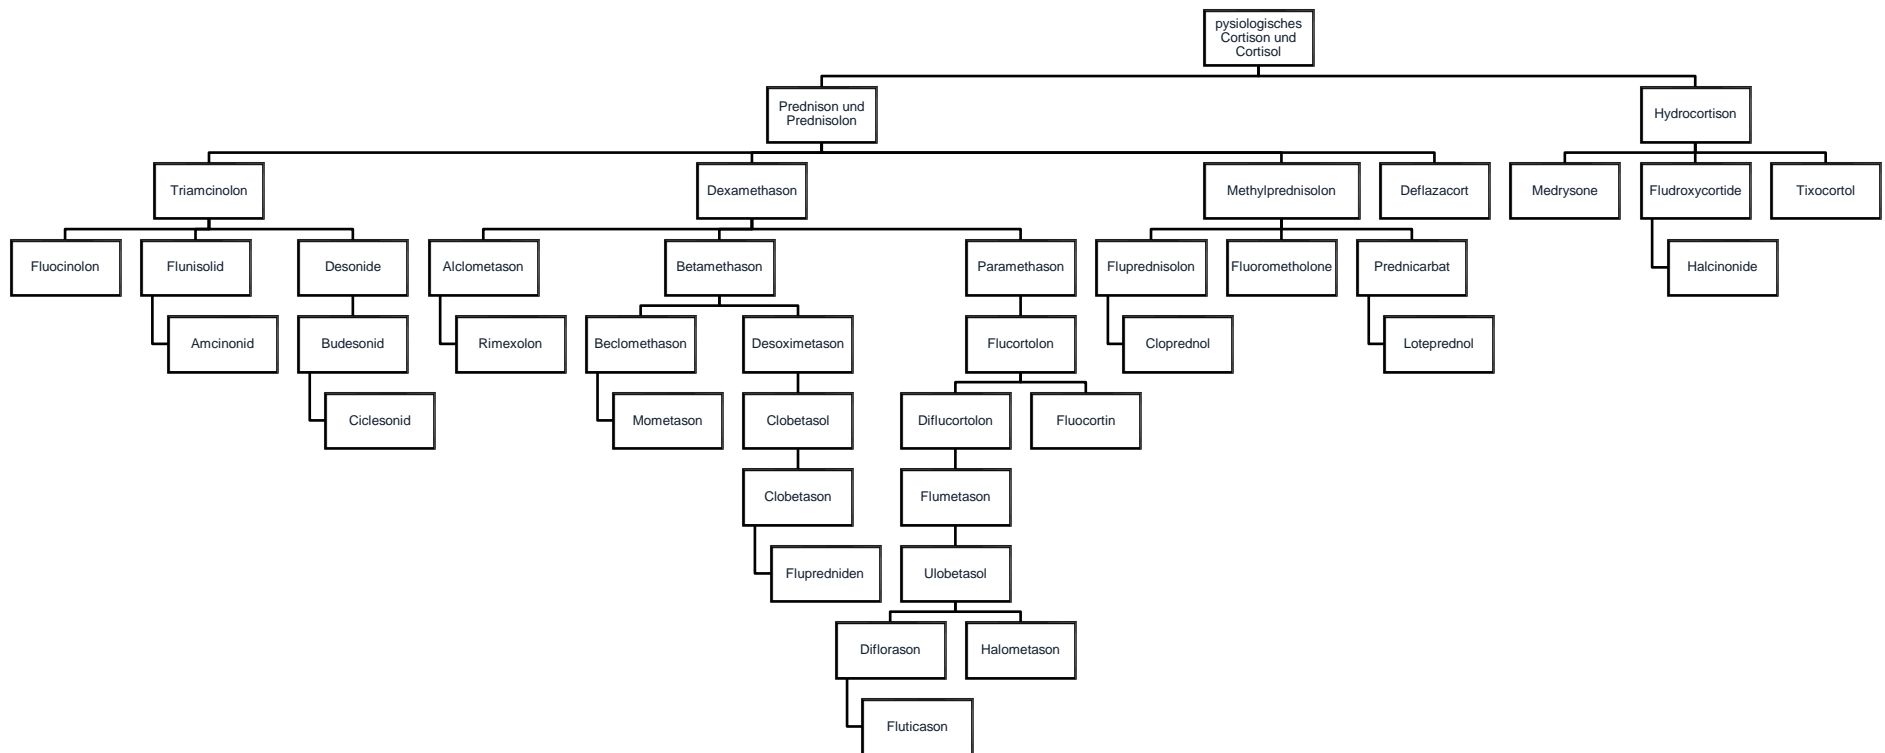 pysiologisches
Cortison und
Cortisol
Prednison und
Prednisolon
Hydrocortison
Triamcinolon
Dexamethason
Methylprednisolon
Deflazacort
Medrysone
Fludroxycortide
Tixocortol
Fluocinolon
Flunisolid
Desonide
Alclometason
Betamethason
Paramethason
Fluprednisolon
Fluorometholone
Prednicarbat
Halcinonide
Amcinonid
Budesonid
Rimexolon
Beclomethason
Desoximetason
Flucortolon
Cloprednol
Loteprednol
Ciclesonid
Mometason
Clobetasol
Diflucortolon
Fluocortin
Clobetason
Flumetason
Flupredniden
Ulobetasol
Diflorason
Halometason
Fluticason